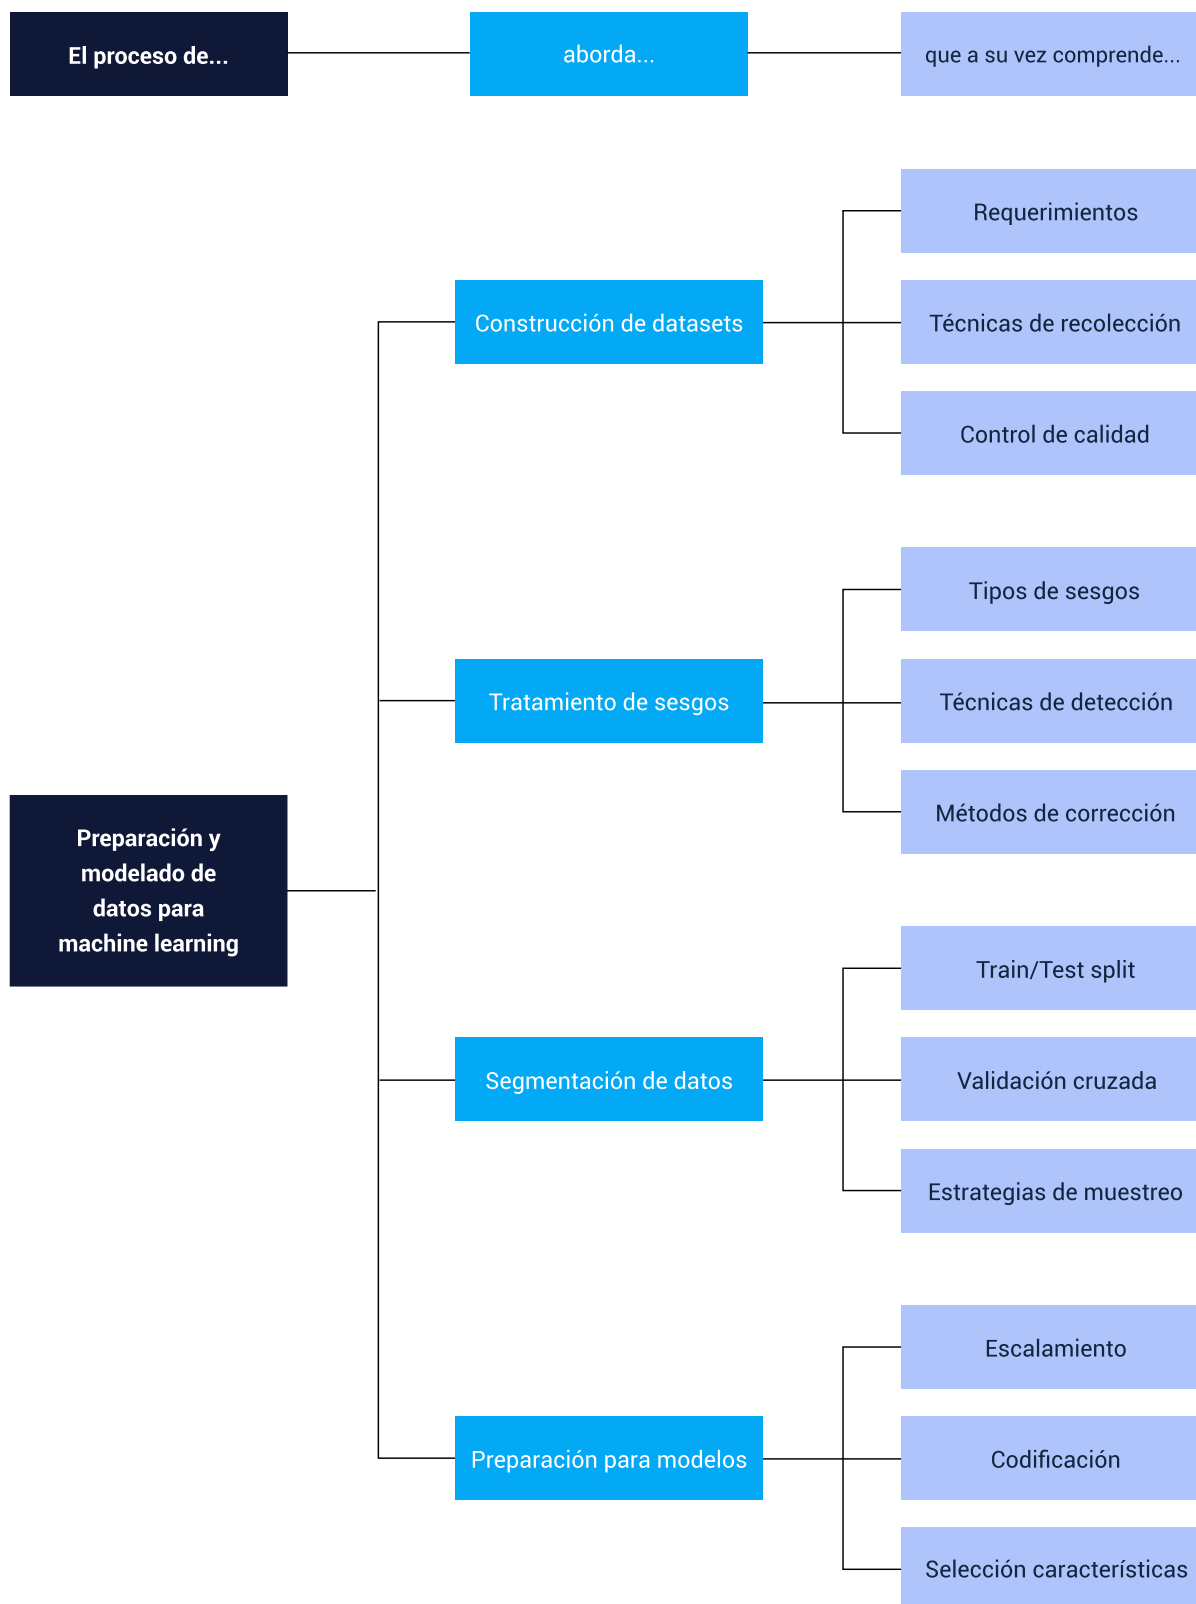 El proceso de...
aborda...
que a su vez comprende...
Requerimientos
Construcción de datasets
Técnicas de recolección
Control de calidad
Tipos de sesgos
Tratamiento de sesgos
Técnicas de detección
Métodos de corrección
Preparación y
modelado de
datos para
machine learning
Train/Test split
Segmentación de datos
Validación cruzada
Estrategias de muestreo
Escalamiento
Preparación para modelos
Codificación
Selección características